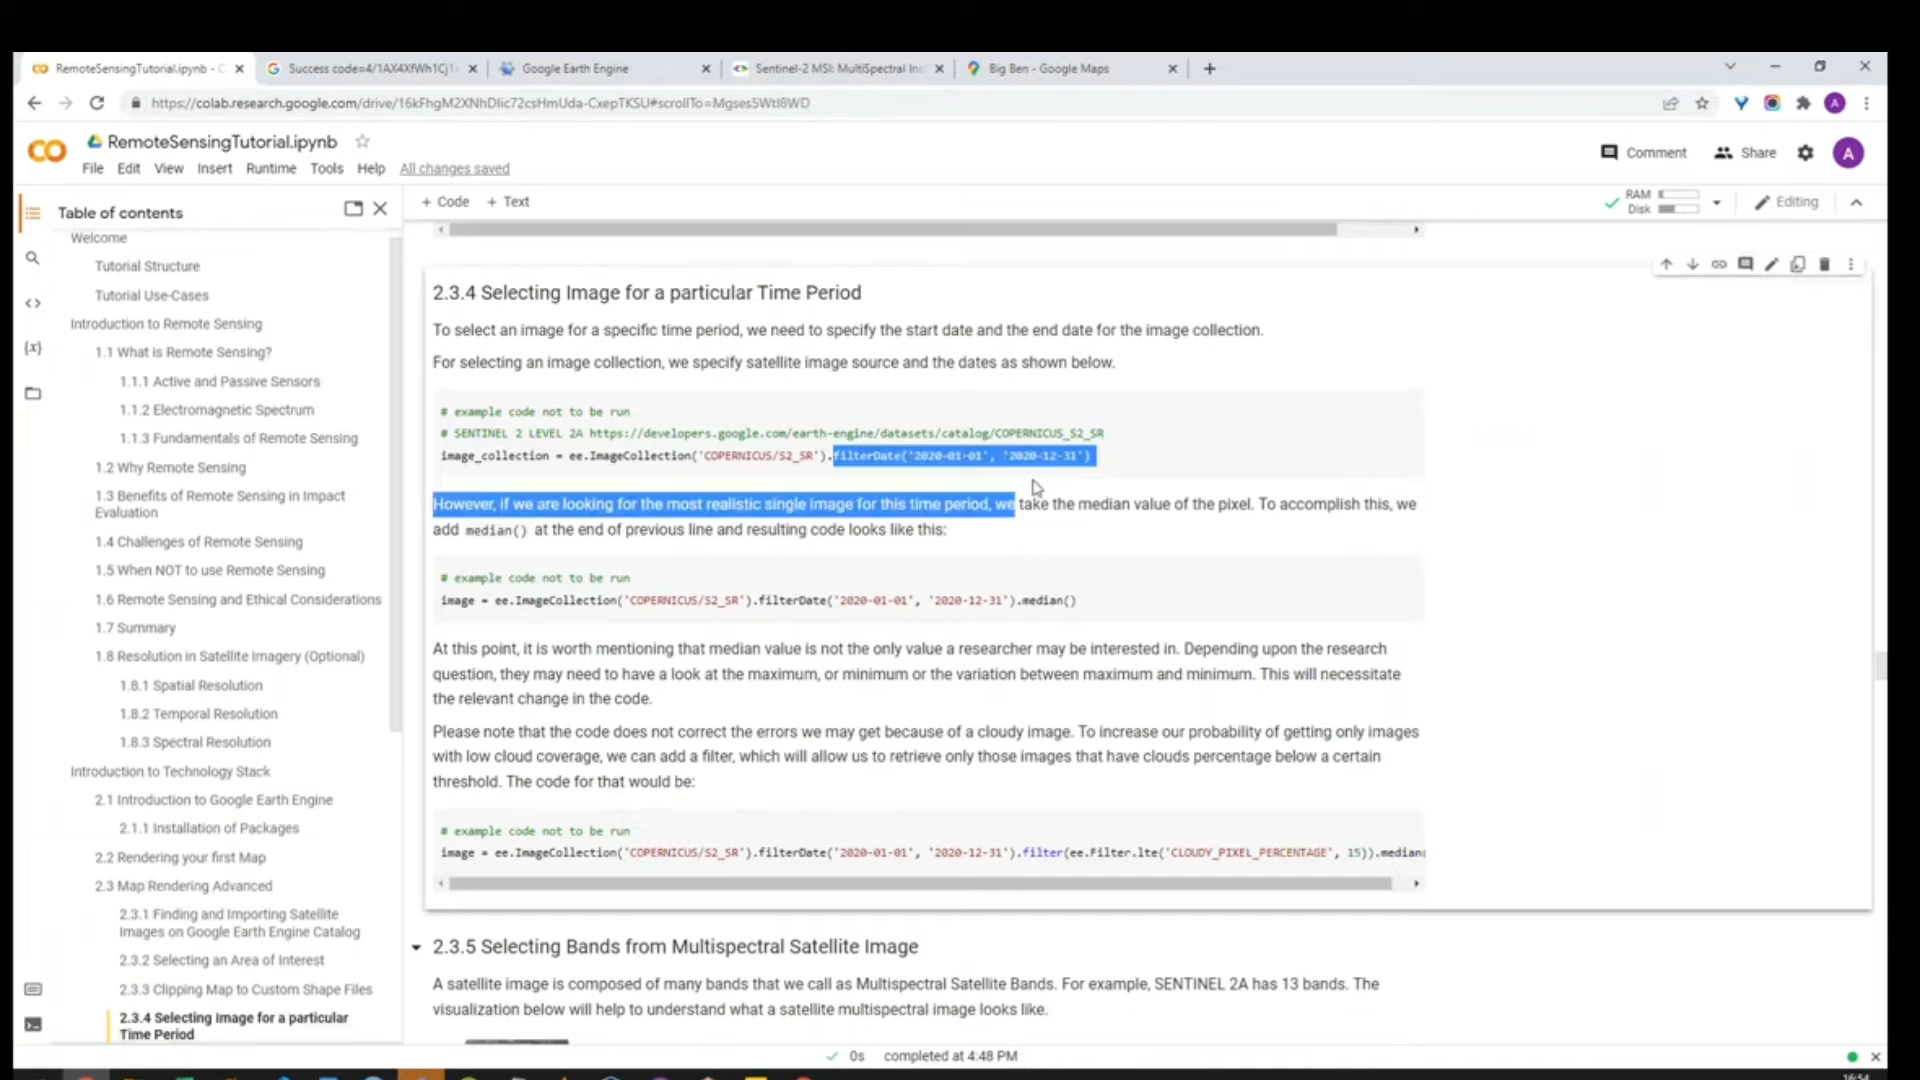 RemoteSensingTutorial.ipynb - C
Success code=4/1AX4XfWh1Cj1
Google Earth Engine
Sentinel-2 MSI: MultiSpectral Ins
Big Ben - Google Maps
https://colab.research.google.com/drive/16kFhgM2XNhDlic72csHmUda-CxepTKSU#scrollTo=Mgses5WtI8WD
RemoteSensingTutorial.ipynb
File Edit View Insert Runtime Tools Help All changes saved
Comment Share A
Table of contents
+ Code + Text
RAM
Disk
Editing
Welcome
Tutorial Structure
Tutorial Use-Cases
Introduction to Remote Sensing
1.1 What is Remote Sensing?
1.1.1 Active and Passive Sensors
1.1.2 Electromagnetic Spectrum
1.1.3 Fundamentals of Remote Sensing
1.2 Why Remote Sensing
1.3 Benefits of Remote Sensing in Impact
Evaluation
1.4 Challenges of Remote Sensing
1.5 When NOT to use Remote Sensing
1.6 Remote Sensing and Ethical Considerations
1.7 Summary
1.8 Resolution in Satellite Imagery (Optional)
1.8.1 Spatial Resolution
1.8.2 Temporal Resolution
1.8.3 Spectral Resolution
Introduction to Technology Stack
2.1 Introduction to Google Earth Engine
2.1.1 Installation of Packages
2.2 Rendering your first Map
2.3 Map Rendering Advanced
2.3.1 Finding and Importing Satellite
Images on Google Earth Engine Catalog
2.3.2 Selecting an Area of Interest
2.3.3 Clipping Map to Custom Shape Files
2.3.4 Selecting Image for a particular
Time Period
2.3.4 Selecting Image for a particular Time Period
To select an image for a specific time period, we need to specify the start date and the end date for the image collection.
For selecting an image collection, we specify satellite image source and the dates as shown below.
# example code not to be run
# SENTINEL 2 LEVEL 2A https://developers.google.com/earth-engine/datasets/catalog/COPERNICUS_S2_SR
image_collection = ee.ImageCollection('COPERNICUS/S2_SR').filterDate('2020-01-01', '2020-12-31')
However, if we are looking for the most realistic single image for this time period, we take the median value of the pixel. To accomplish this, we
add median() at the end of previous line and resulting code looks like this:
# example code not to be run
image = ee.ImageCollection('COPERNICUS/S2_SR').filterDate('2020-01-01', '2020-12-31').median()
At this point, it is worth mentioning that median value is not the only value a researcher may be interested in. Depending upon the research
question, they may need to have a look at the maximum, or minimum or the variation between maximum and minimum. This will necessitate
the relevant change in the code.
Please note that the code does not correct the errors we may get because of a cloudy image. To increase our probability of getting only images
with low cloud coverage, we can add a filter, which will allow us to retrieve only those images that have clouds percentage below a certain
threshold. The code for that would be:
# example code not to be run
image = ee.ImageCollection('COPERNICUS/S2_SR').filterDate('2020-01-01', '2020-12-31').filter(ee.Filter.lte('CLOUDY_PIXEL_PERCENTAGE', 15)).median(
2.3.5 Selecting Bands from Multispectral Satellite Image
A satellite image is composed of many bands that we call as Multispectral Satellite Bands. For example, SENTINEL 2A has 13 bands. The
visualization below will help to understand what a satellite multispectral image looks like.
0s completed at 4:48 PM
16:54